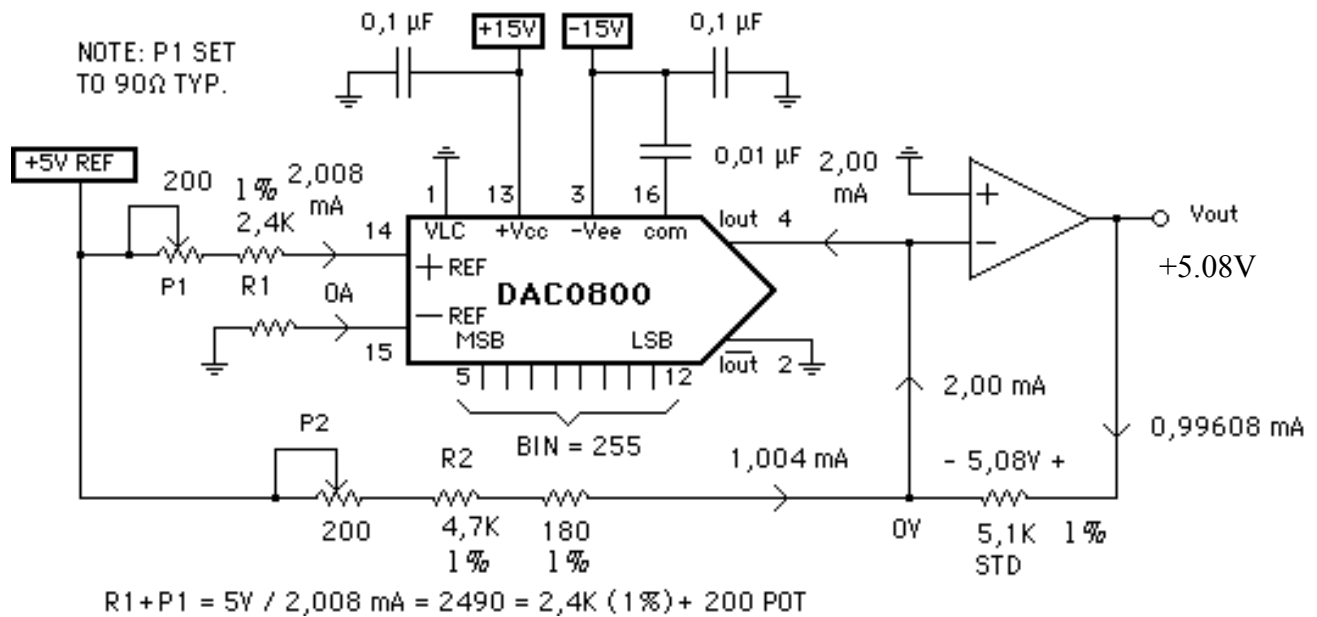 NOTE: P1 SET
TO 90Ω TYP.
0,1 µF
+15V
-15V
0,1 µF
+5V REF
200
1%
2,4K
2,008
mA
0,01 µF
2,00
mA
1
13
3
16
14
VLC
+Vcc
-Vee
com
Iout 4
+
−
Vout
+5.08V
P1
R1
+ REF
0A
DAC0800
− REF
15
MSB
LSB
Iout 2
5
12
2,00 mA
P2
BIN = 255
0,99608 mA
R2
1,004 mA
- 5,08V +
200
4,7K
1%
180
1%
0V
5,1K 1%
STD
R1+P1 = 5V / 2,008 mA = 2490 = 2,4K (1%)+ 200 POT